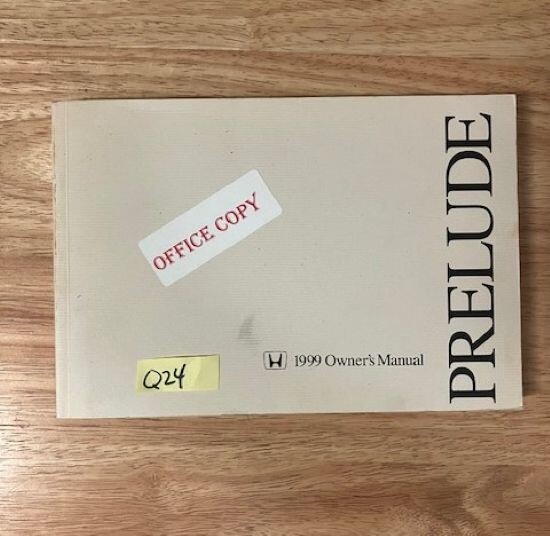 OFFICE COPY
PRELUDE
1999 Owner's Manual
Q24